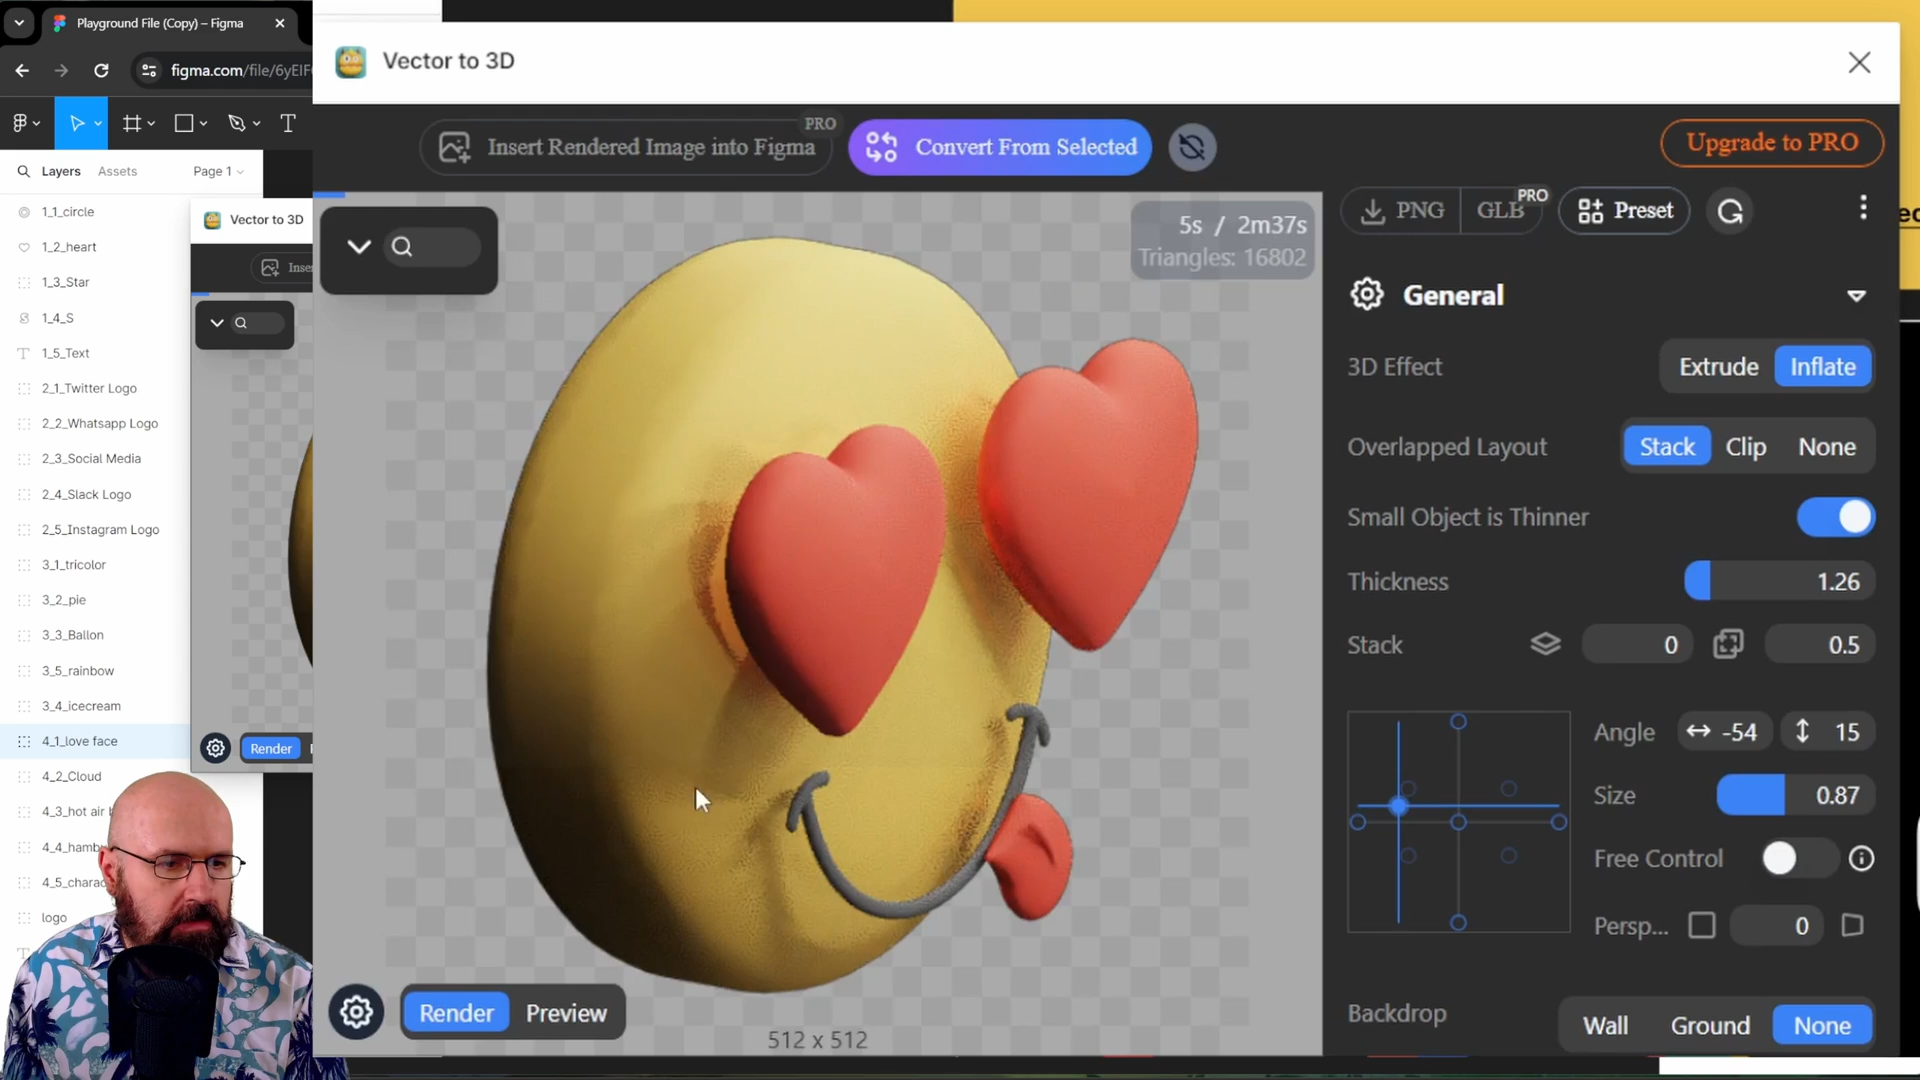 Playground File (Copy) – Figma
figma.com/file/6yEIF
T
Layers
Assets
Page 1
1_1_circle
1_2_heart
1_3_Star
1_4_S
1_5_Text
2_1_Twitter Logo
2_2_Whatsapp Logo
2_3_Social Media
2_4_Slack Logo
2_5_Instagram Logo
3_1_tricolor
3_2_pie
3_3_Ballon
3_5_rainbow
3_4_icecream
4_1_love face
4_2_Cloud
4_3_hot air b
4_4_hamb
4_5_charac
logo
Vector to 3D
Inse
Render
Vector to 3D
Insert Rendered Image into Figma
PRO
Convert From Selected
Upgrade to PRO
5s / 2m37s
Triangles: 16802
PNG
GLB
PRO
Preset
General
3D Effect
Extrude
Inflate
Overlapped Layout
Stack
Clip
None
Small Object is Thinner
Thickness
1.26
Stack
0
0.5
Angle
-54
15
Size
0.87
Free Control
Persp...
0
Backdrop
Wall
Ground
None
Render
Preview
512 x 512